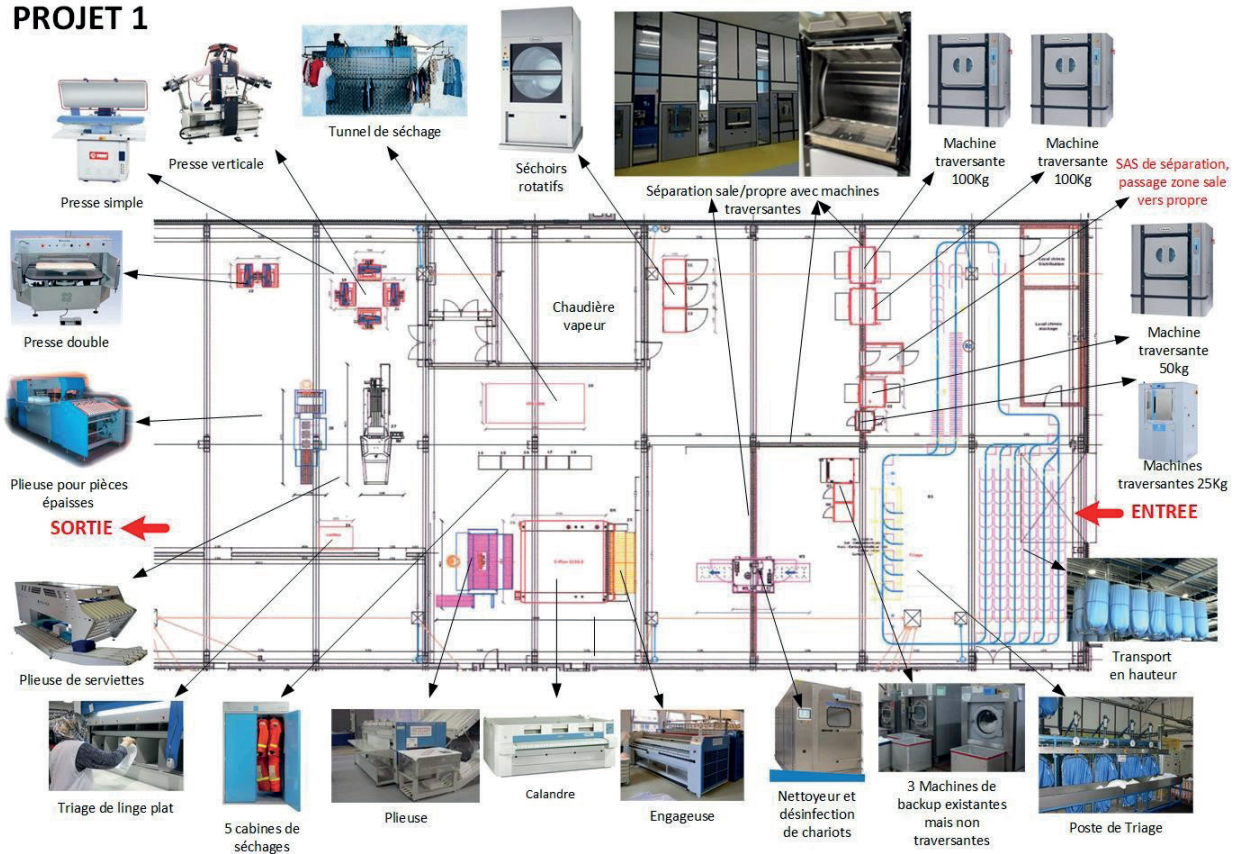 PROJET 1
Presse simple
Presse verticale
Tunnel de séchage
Séchoirs
rotatifs
Séparation sale/propre avec machines
traversantes
Machine
traversante
100Kg
Machine
traversante
100Kg
SAS de séparation,
passage zone sale
vers propre
Presse double
Chaudière
vapeur
Machine
traversante
50kg
Plieuse pour pièces
épaisses
Machines
traversantes 25Kg
SORTIE
ENTREE
Triage
Plieuse de serviettes
Transport
en hauteur
Triage de linge plat
5 cabines de
séchages
Plieuse
Calandre
Engageuse
Nettoyeur et
désinfection
de chariots
3 Machines de
backup existantes
mais non
traversantes
Poste de Triage